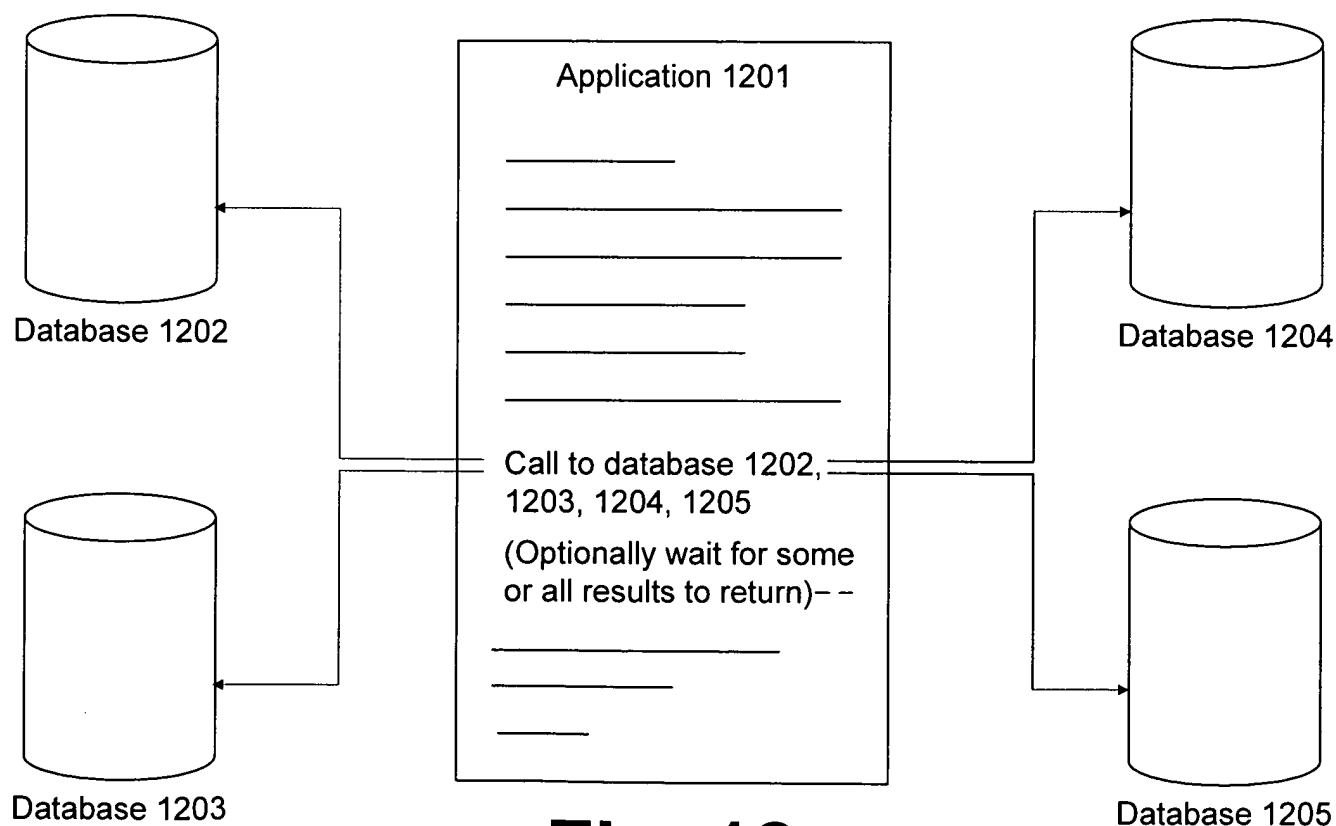 Application 1201
Database 1202
Database 1204
Call to database 1202,
1203, 1204, 1205
(Optionally wait for some
or all results to return)– –
Database 1203
Database 1205